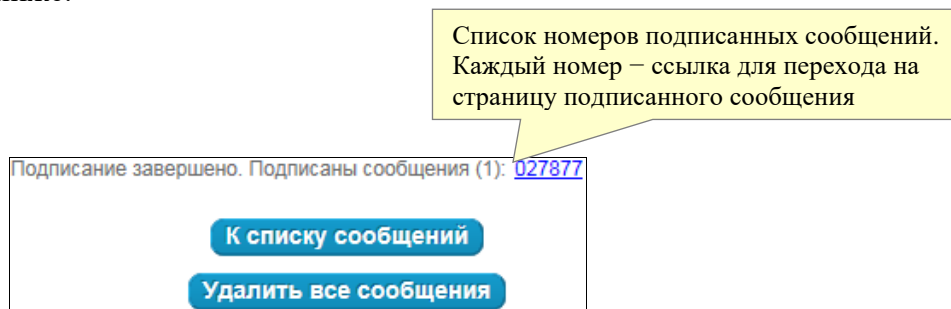 Список номеров подписанных сообщений.
Каждый номер − ссылка для перехода на
страницу подписанного сообщения
Подписание завершено. Подписаны сообщения (1): 027877
К списку сообщений
Удалить все сообщения